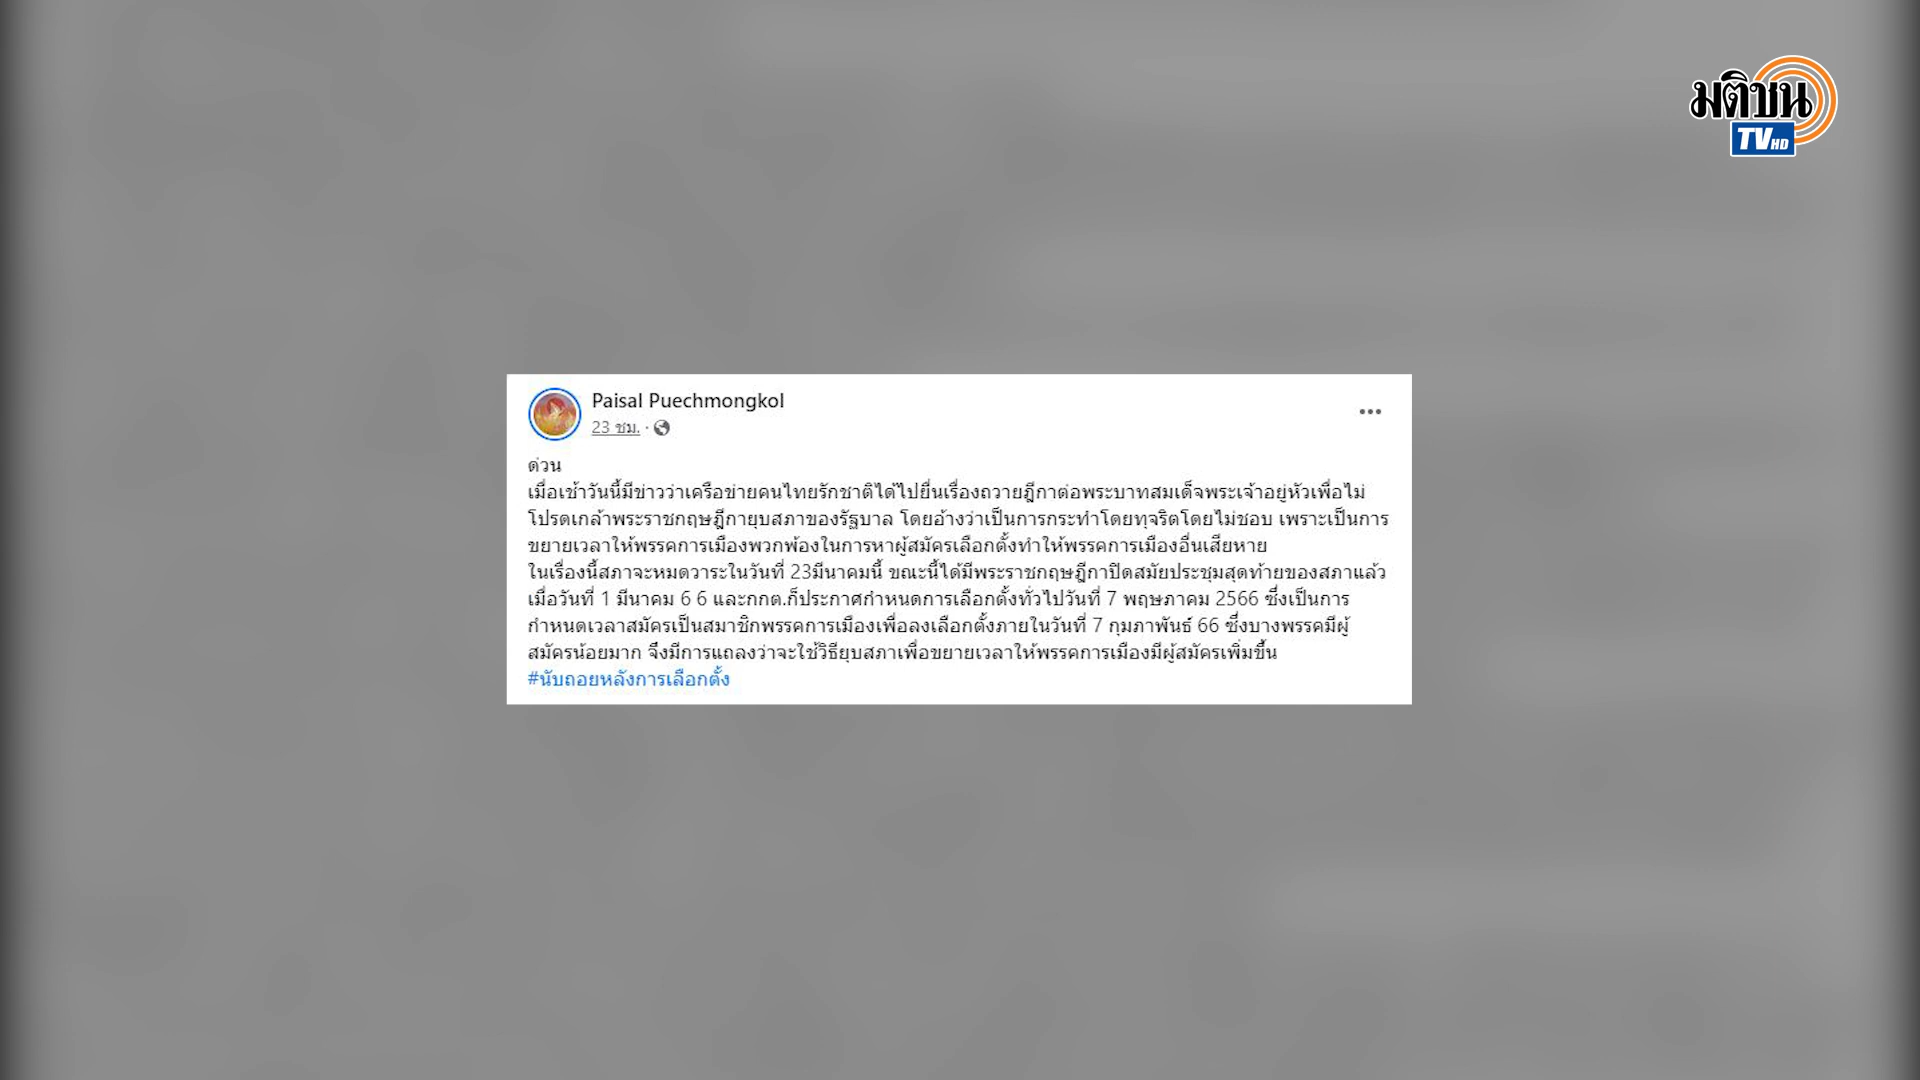 มติชน
TV HD
Paisal Puechmongkol
23 ชม. ·
ด่วน
เมื่อเช้าวันนี้มีข่าวว่าเครือข่ายคนไทยรักชาติได้ไปยื่นเรื่องถวายฎีกาต่อพระบาทสมเด็จพระเจ้าอยู่หัวเพื่อไม่
โปรดเกล้าพระราชกฤษฎีกายุบสภาของรัฐบาล โดยอ้างว่าเป็นการกระทำโดยทุจริตโดยไม่ชอบ เพราะเป็นการ
ขยายเวลาให้พรรคการเมืองพวกพ้องในการหาผู้สมัครเลือกตั้งทำให้พรรคการเมืองอื่นเสียหาย
ในเรื่องนี้สภาจะหมดวาระในวันที่ 23มีนาคมนี้ ขณะนี้ได้มีพระราชกฤษฎีกาปิดสมัยประชุมสุดท้ายของสภาแล้ว
เมื่อวันที่ 1 มีนาคม 6 6 และกกต.ก็ประกาศกำหนดการเลือกตั้งทั่วไปวันที่ 7 พฤษภาคม 2566 ซึ่งเป็นการ
กำหนดเวลาสมัครเป็นสมาชิกพรรคการเมืองเพื่อลงเลือกตั้งภายในวันที่ 7 กุมภาพันธ์ 66 ซึ่งบางพรรคมีผู้
สมัครน้อยมาก จึงมีการแถลงว่าจะใช้วิธียุบสภาเพื่อขยายเวลาให้พรรคการเมืองมีผู้สมัครเพิ่มขึ้น
#นับถอยหลังการเลือกตั้ง